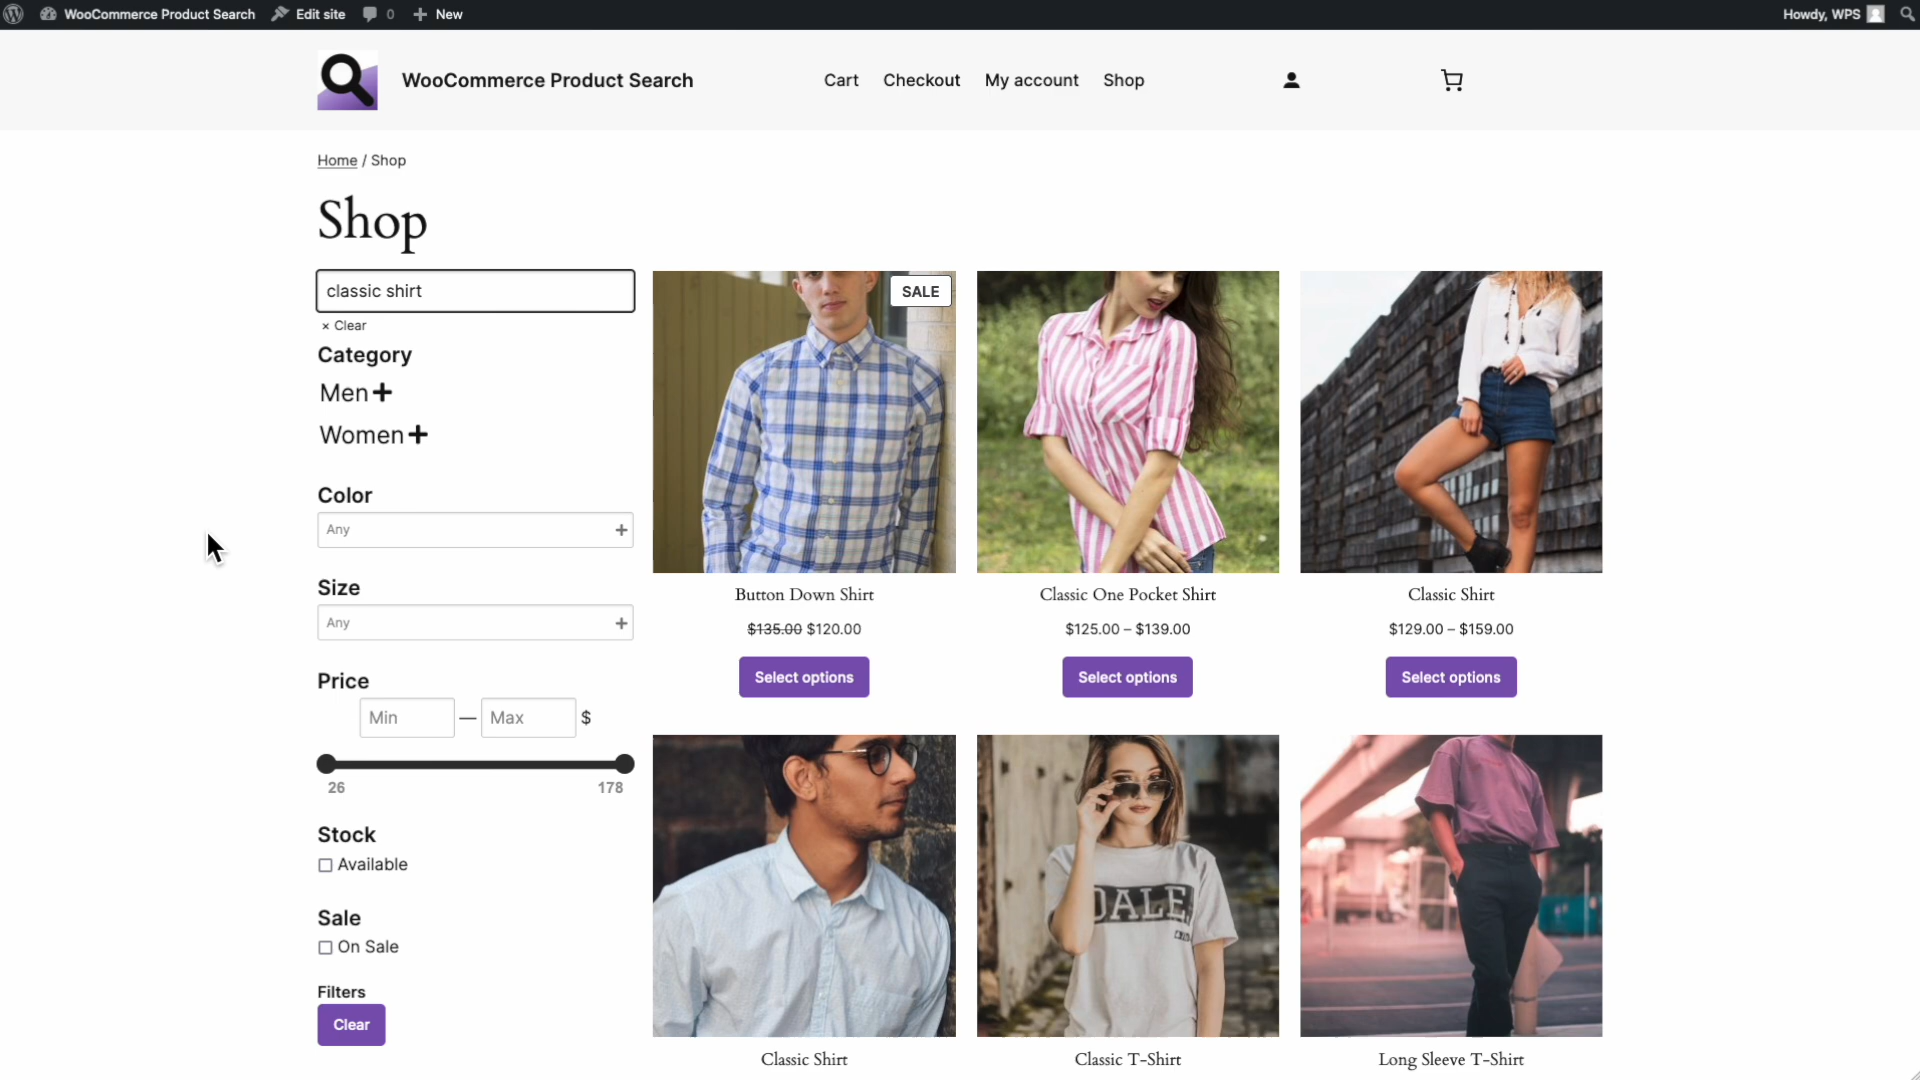 WooCommerce Product Search Edit site 0 New Howdy, WPS
WooCommerce Product Search Cart Checkout My account Shop
Home / Shop
Shop
classic shirt
× Clear
Category
Men
Women
Color
Any
Size
Any
Price
Min — Max $
26 178
Stock
Available
Sale
On Sale
Filters
Clear
SALE
Button Down Shirt
$135.00 $120.00
Select options
Classic One Pocket Shirt
$125.00 – $139.00
Select options
Classic Shirt
$129.00 – $159.00
Select options
Classic Shirt
DALE
Classic T-Shirt
Long Sleeve T-Shirt